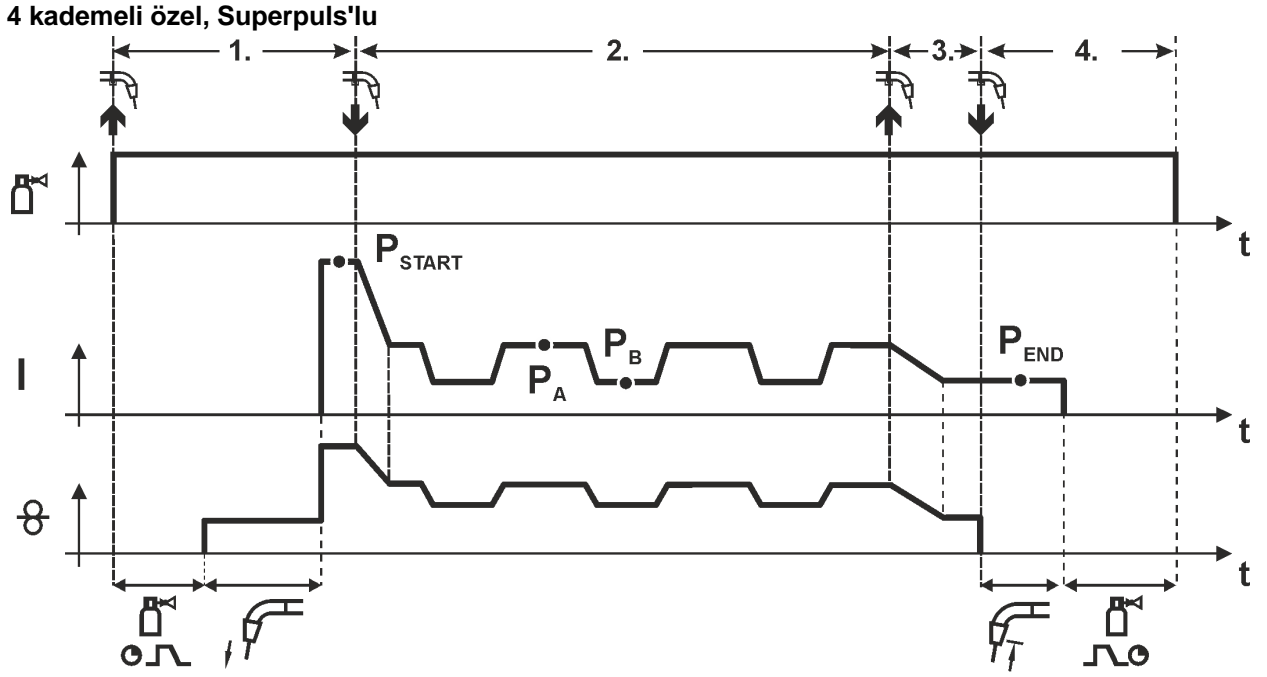 4 kademeli özel, Superpuls'lu
1. 2. 3. 4.
t
P START
I
P A
P B
P END
t
t